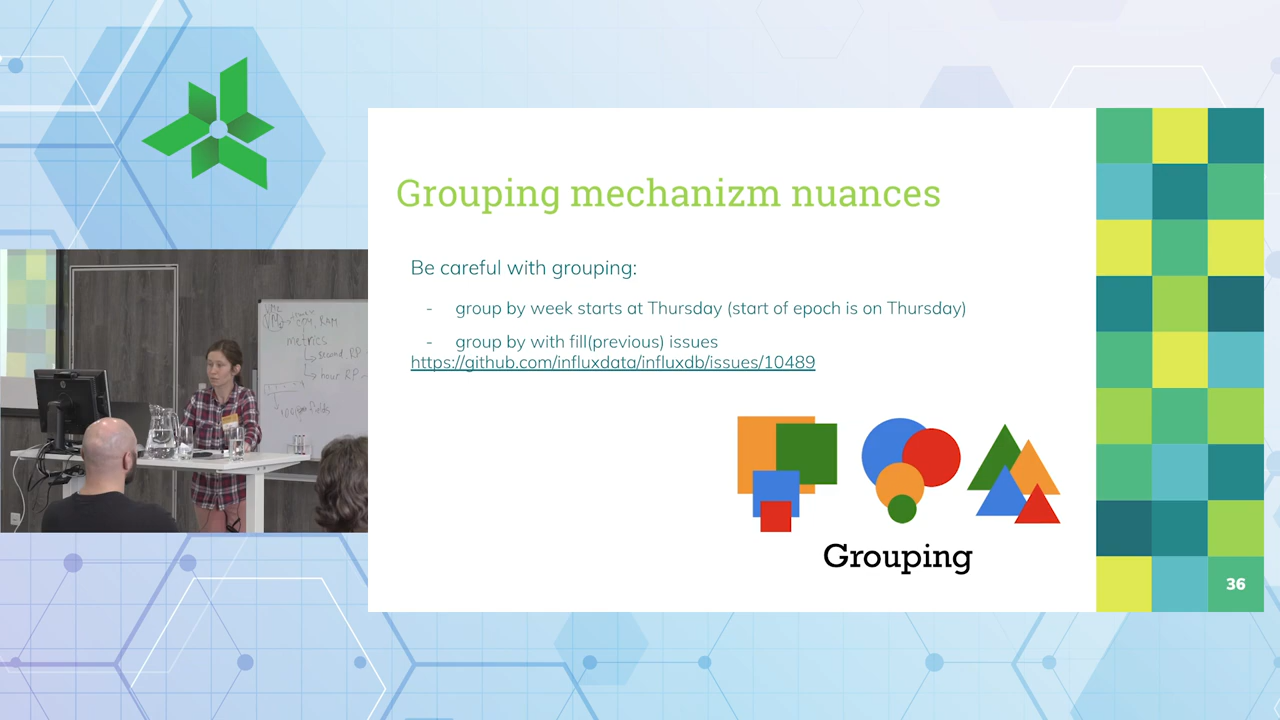 Grouping mechanizm nuances
Be careful with grouping:
- group by week starts at Thursday (start of epoch is on Thursday)
- group by with fill(previous) issues
https://github.com/influxdata/influxdb/issues/10489
Grouping
36
metrics